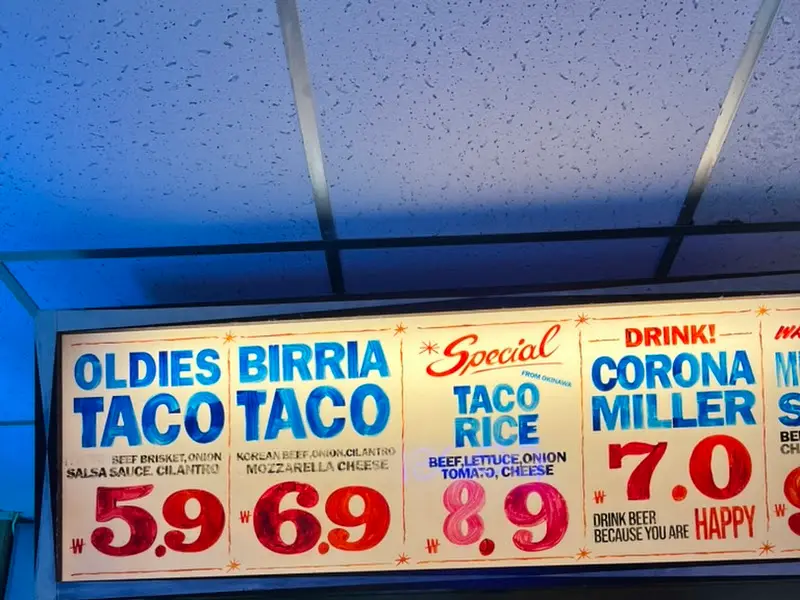 OLDIES
TACO
BEEF BRISKET, ONION
SALSA SAUCE, CILANTRO
₩ 5.9
BIRRIA
TACO
KOREAN BEEF, ONION, CILANTRO
MOZZARELLA CHEESE
₩ 6.9
Special
FROM OKINAWA
TACO
RICE
BEEF, LETTUCE, ONION
TOMATO, CHEESE
₩ 8.9
DRINK!
CORONA
MILLER
₩ 7.0
DRINK BEER
BECAUSE YOU ARE HAPPY
₩